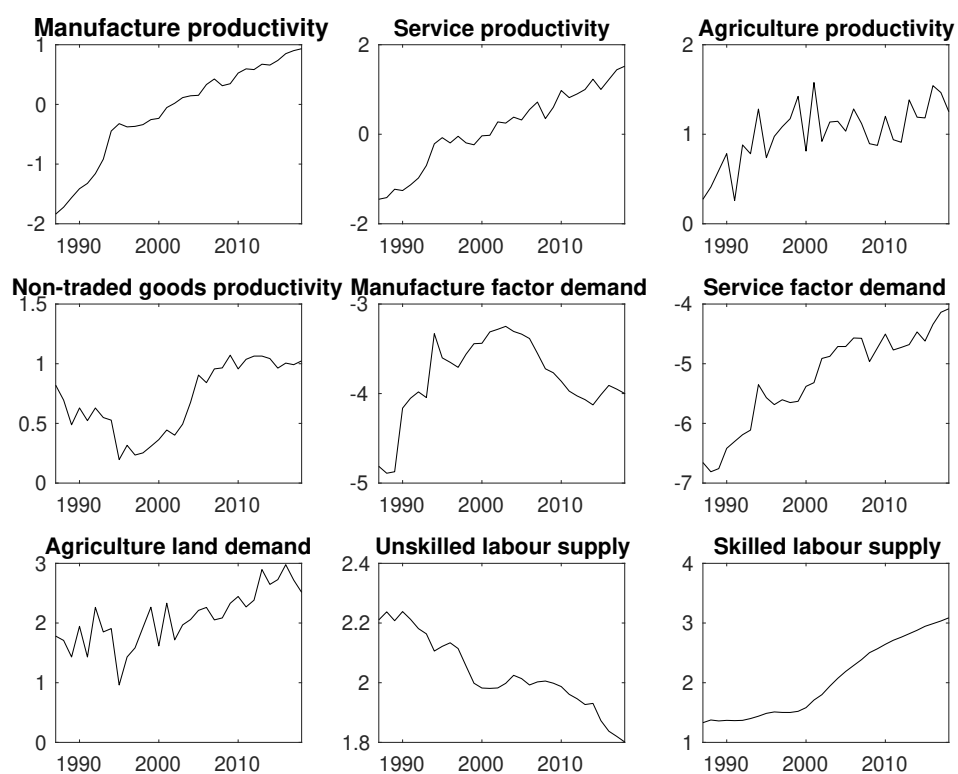 Manufacture productivity
1
0
-1
-2
1990 2000 2010
Service productivity
2
0
-2
1990 2000 2010
Agriculture productivity
2
1
0
1990 2000 2010
Non-traded goods productivity
1.5
1
0.5
0
1990 2000 2010
Manufacture factor demand
-3
-4
-5
1990 2000 2010
Service factor demand
-4
-5
-6
-7
1990 2000 2010
Agriculture land demand
3
2
1
0
1990 2000 2010
Unskilled labour supply
2.4
2.2
2
1.8
1990 2000 2010
Skilled labour supply
4
3
2
1
1990 2000 2010